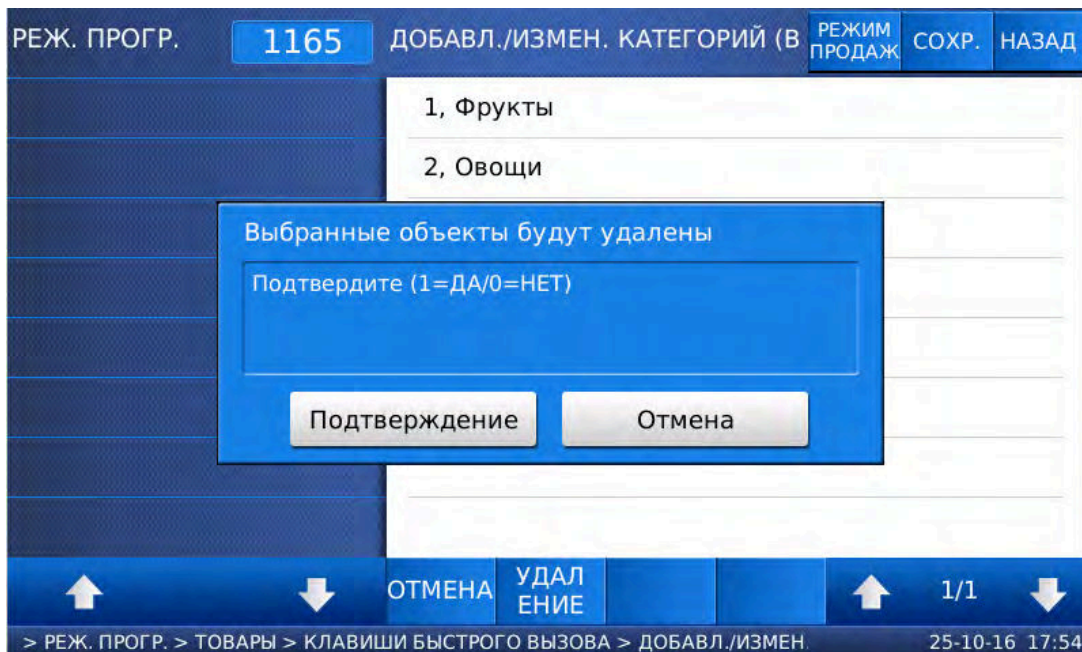 РЕЖ. ПРОГР. 1165 ДОБАВЛ./ИЗМЕН. КАТЕГОРИЙ (В РЕЖИМ ПРОДАЖ СОХР. НАЗАД
1, Фрукты
2, Овощи
Выбранные объекты будут удалены
Подтвердите (1=ДА/0=НЕТ)
Подтверждение Отмена
ОТМЕНА УДАЛ ЕНИЕ 1/1
> РЕЖ. ПРОГР. > ТОВАРЫ > КЛАВИШИ БЫСТРОГО ВЫЗОВА > ДОБАВЛ./ИЗМЕН. 25-10-16 17:54